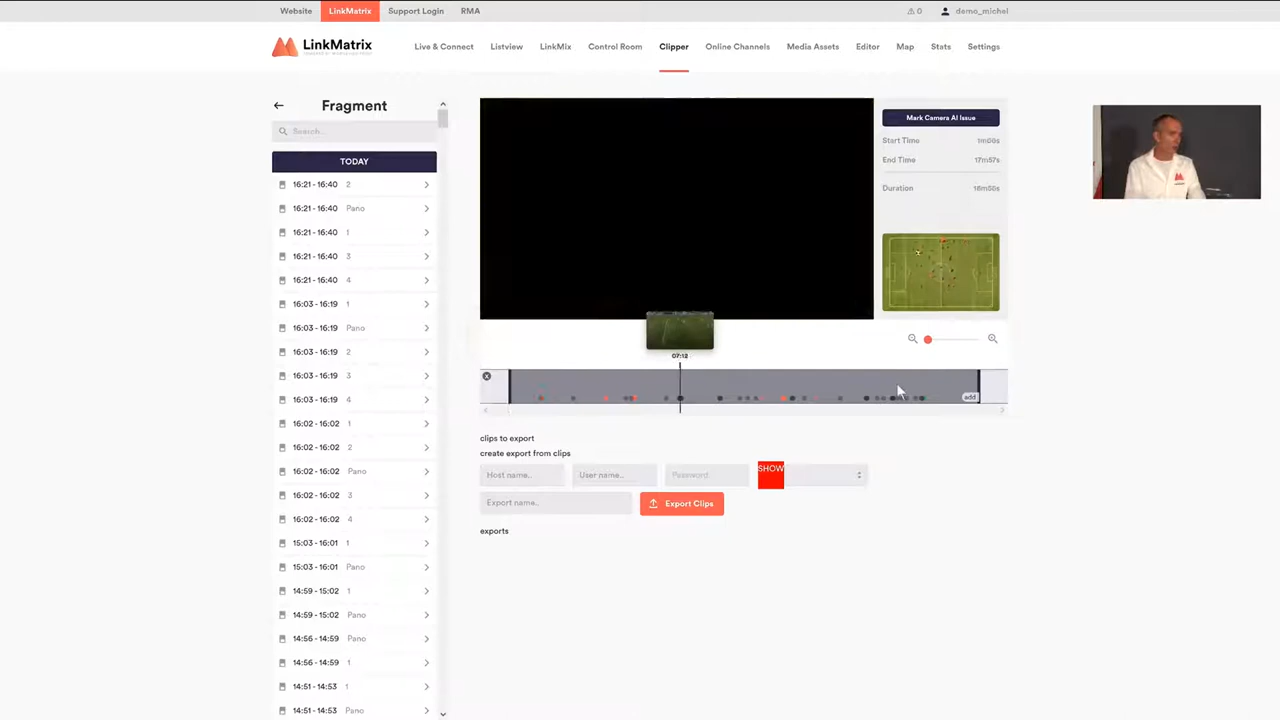 Website LinkMatrix Support Login RMA 0 demo_michel
LinkMatrix Live & Connect Listview LinkMix Control Room Clipper Online Channels Media Assets Editor Map Stats Settings
Fragment
Search...
TODAY
16:21 - 16:40 2
16:21 - 16:40 Pano
16:21 - 16:40 1
16:21 - 16:40 3
16:21 - 16:40 4
16:03 - 16:19 1
16:03 - 16:19 Pano
16:03 - 16:19 2
16:03 - 16:19 3
16:03 - 16:19 4
16:02 - 16:02 1
16:02 - 16:02 2
16:02 - 16:02 Pano
16:02 - 16:02 3
16:02 - 16:02 4
15:03 - 16:01 1
15:03 - 16:01 Pano
14:59 - 15:02 1
14:59 - 15:02 Pano
14:56 - 14:59 Pano
14:56 - 14:59 1
14:51 - 14:53 1
14:51 - 14:53 Pano
Mark Camera AI Issue
Start Time
End Time 17m57s
Duration
07:12
add
clips to export
create export from clips
Host name.. User name.. Password SHOW
Export name.. Export Clips
exports